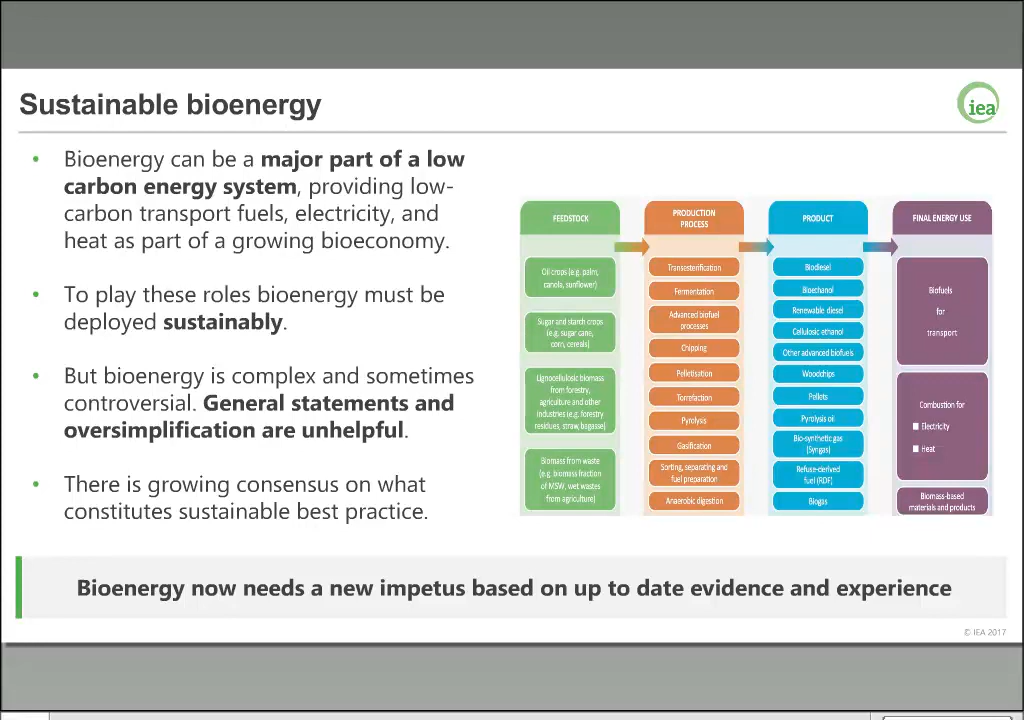 Sustainable bioenergy
iea
• Bioenergy can be a major part of a low
carbon energy system, providing low-
carbon transport fuels, electricity, and
heat as part of a growing bioeconomy.
• To play these roles bioenergy must be
deployed sustainably.
• But bioenergy is complex and sometimes
controversial. General statements and
oversimplification are unhelpful.
• There is growing consensus on what
constitutes sustainable best practice.
FEEDSTOCK
Oil crops (e.g. palm,
canola, sunflower)
Sugar and starch crops
(e.g. sugar cane,
corn, cereals)
Lignocellulosic biomass
from forestry,
agriculture and other
industries (e.g. forestry
residues, straw, bagasse)
Biomass from waste
(e.g. biomass fraction
of MSW, wet wastes
from agriculture)
PRODUCTION
PROCESS
Transesterification
Fermentation
Advanced biofuel
processes
Chipping
Pelletisation
Torrefaction
Pyrolysis
Gasification
Sorting, separating and
fuel preparation
Anaerobic digestion
PRODUCT
Biodiesel
Bioethanol
Renewable diesel
Cellulosic ethanol
Other advanced biofuels
Woodchips
Pellets
Pyrolysis oil
Bio-synthetic gas
(Syngas)
Refuse-derived
fuel (RDF)
Biogas
FINAL ENERGY USE
Biofuels
for
transport
Combustion for
■ Electricity
■ Heat
Biomass-based
materials and products
Bioenergy now needs a new impetus based on up to date evidence and experience
© IEA 2017